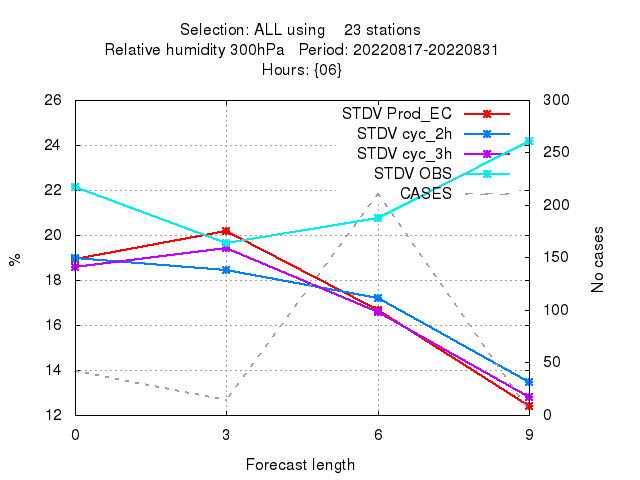 Selection: ALL using    23 stations
Relative humidity 300hPa   Period: 20220817-20220831
Hours: {06}
STDV Prod_EC
STDV cyc_2h
STDV cyc_3h
STDV OBS
CASES
26
24
22
20
18
16
14
12
%
300
250
200
150
100
50
0
No cases
0 3 6 9
Forecast length